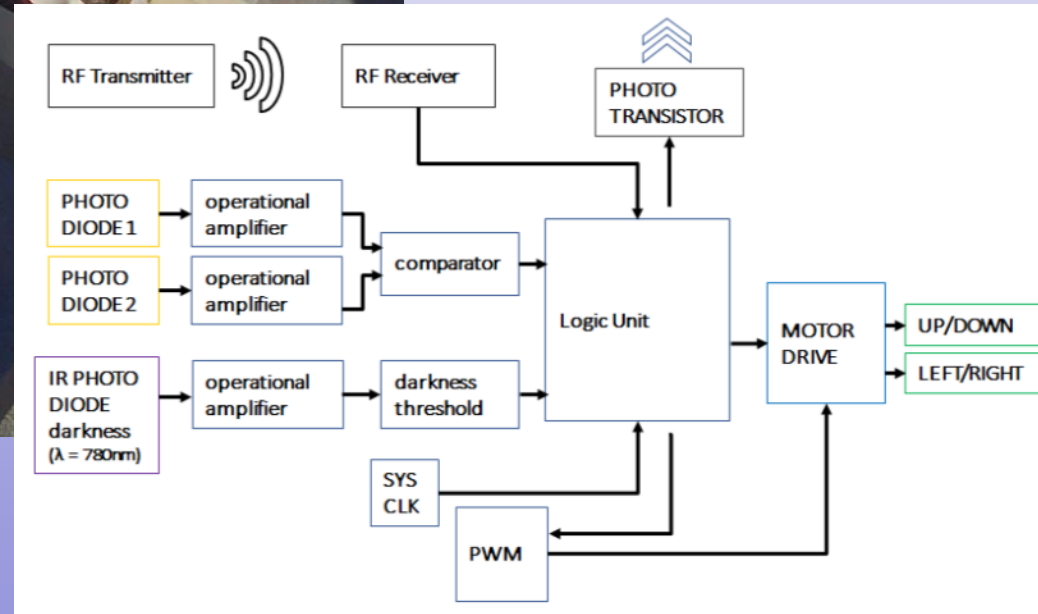 RF Transmitter
RF Receiver
PHOTO
TRANSISTOR
PHOTO
DIODE 1
operational
amplifier
PHOTO
DIODE 2
operational
amplifier
comparator
Logic Unit
MOTOR
DRIVE
UP/DOWN
LEFT/RIGHT
IR PHOTO
DIODE
darkness
(λ = 780nm)
operational
amplifier
darkness
threshold
SYS
CLK
PWM